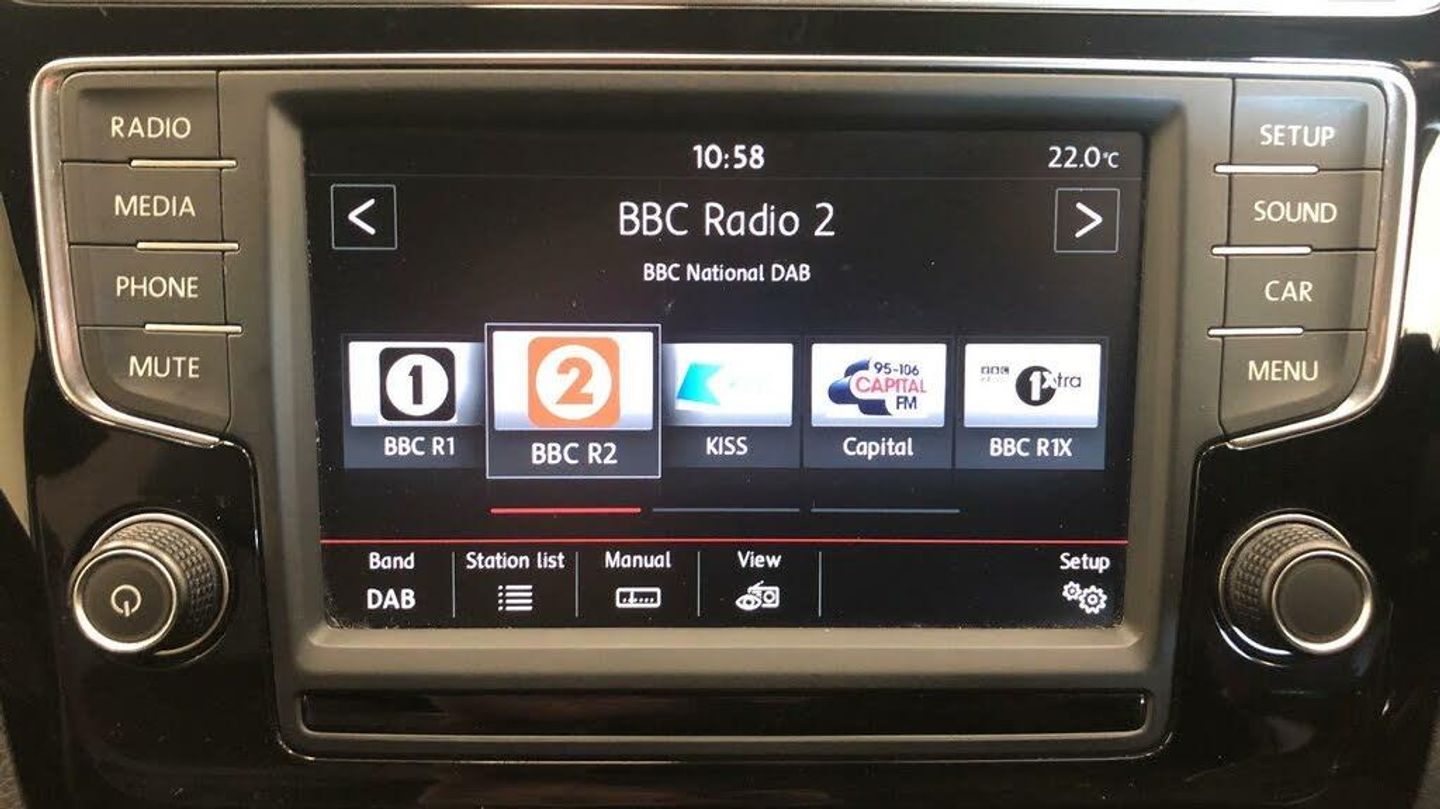 RADIO
MEDIA
PHONE
MUTE
10:58
22.0°C
<
BBC Radio 2
>
BBC National DAB
1
BBC R1
2
BBC R2
KISS
95-106
CAPITAL
FM
Capital
BBC
1Xtra
BBC R1X
Band
DAB
Station list
Manual
View
Setup
SETUP
SOUND
CAR
MENU